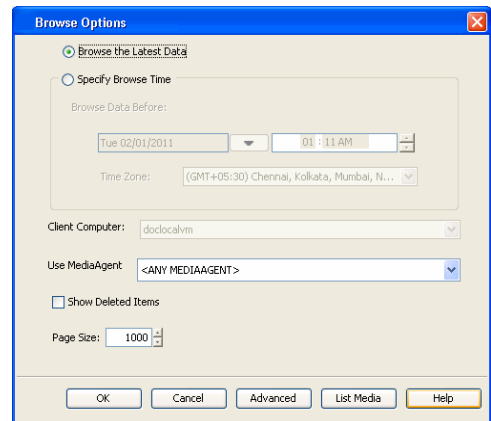 Browse Options
Browse the Latest Data
Specify Browse Time
Browse Data Before:
Tue 02/01/2011 01 : 11 AM
Time Zone: (GMT+05:30) Chennai, Kolkata, Mumbai, N...
Client Computer: doclocalvm
Use MediaAgent <ANY MEDIAAGENT>
Show Deleted Items
Page Size: 1000
OK Cancel Advanced List Media Help